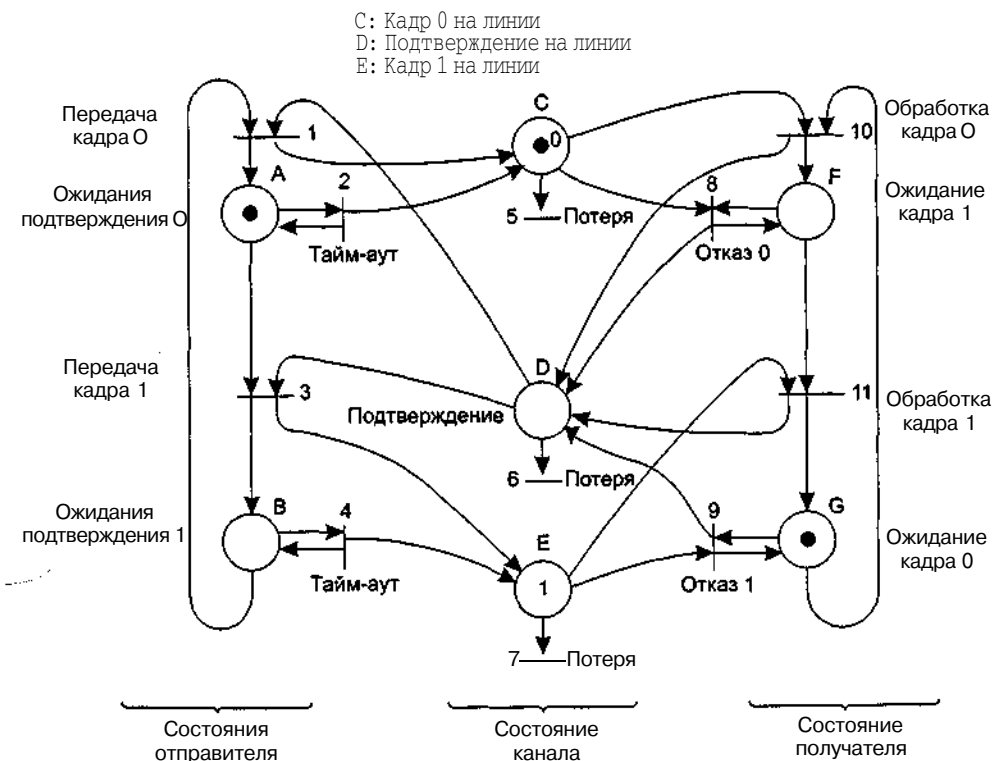 C: Кадр 0 на линии
D: Подтверждение на линии
E: Кадр 1 на линии
Передача
кадра О
1
C
0
Обработка
кадра О
10
A
2
8
F
Ожидания
подтверждения О
5
Потеря
Ожидание
кадра 1
Тайм-аут
Отказ 0
Передача
кадра 1
3
D
Подтверждение
11
Обработка
кадра 1
6
Потеря
Ожидания
подтверждения 1
B
4
E
9
G
Ожидание
кадра 0
Тайм-аут
1
Отказ 1
7
Потеря
Состояния
отправителя
Состояние
канала
Состояние
получателя